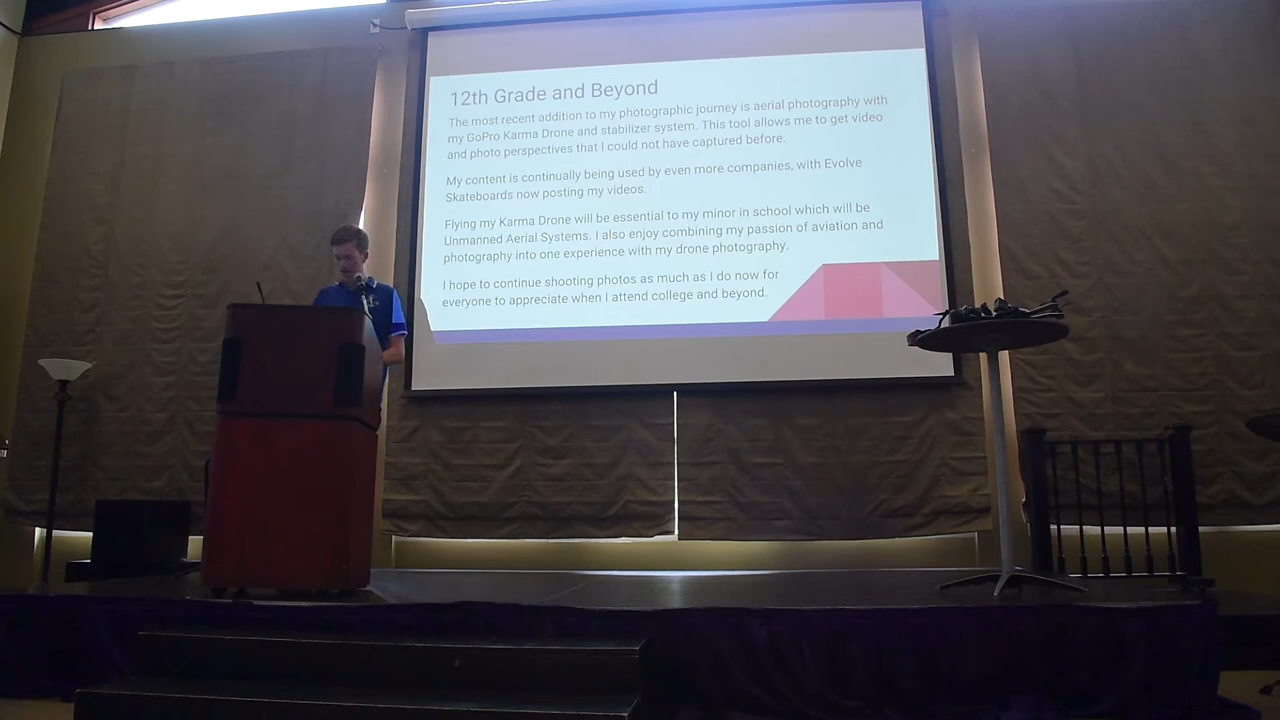 12th Grade and Beyond
The most recent addition to my photographic journey is aerial photography with
my GoPro Karma Drone and stabilizer system. This tool allows me to get video
and photo perspectives that I could not have captured before.
My content is continually being used by even more companies, with Evolve
Skateboards now posting my videos.
Flying my Karma Drone will be essential to my minor in school which will be
Unmanned Aerial Systems. I also enjoy combining my passion of aviation and
photography into one experience with my drone photography.
I hope to continue shooting photos as much as I do now for
everyone to appreciate when I attend college and beyond.